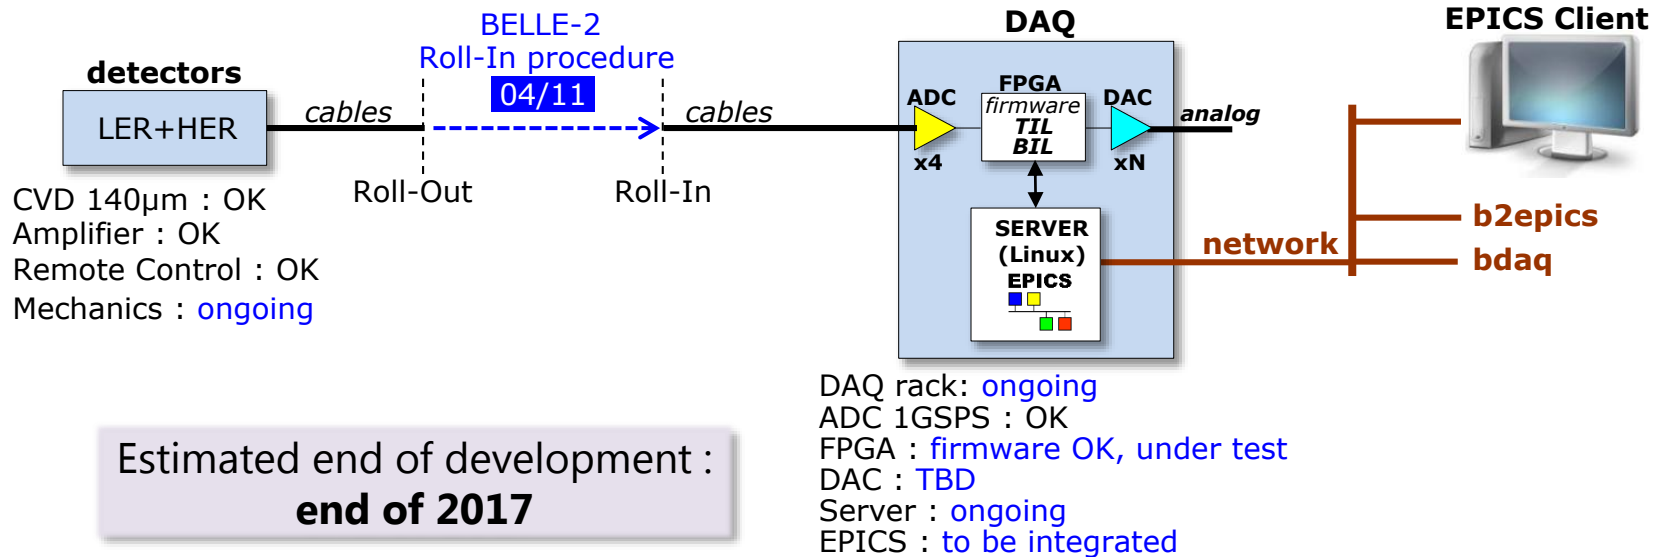 BELLE-2
Roll-In procedure
04/11
detectors
LER+HER
cables
cables
Roll-Out
Roll-In
CVD 140µm : OK
Amplifier : OK
Remote Control : OK
Mechanics : ongoing
DAQ
ADC
x4
FPGA
firmware
TIL
BIL
DAC
xN
analog
SERVER
(Linux)
EPICS
network
EPICS Client
b2epics
bdaq
DAQ rack: ongoing
ADC 1GSPS : OK
FPGA : firmware OK, under test
DAC : TBD
Server : ongoing
EPICS : to be integrated
Estimated end of development :
end of 2017